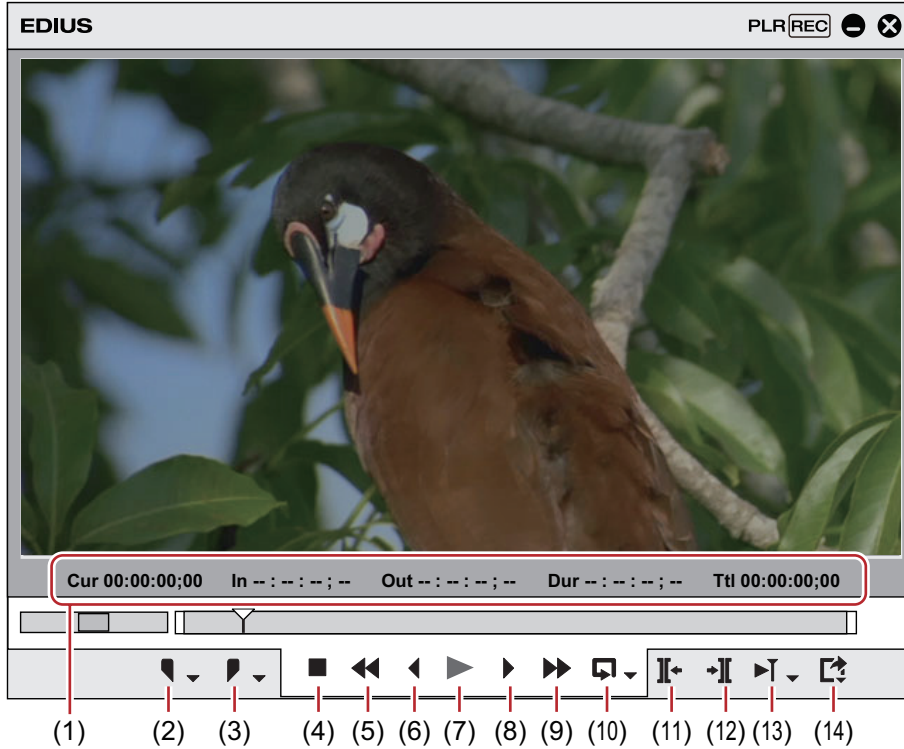 EDIUS PLR REC
Cur 00:00:00;00 In -- : -- : -- ; -- Out -- : -- : -- ; -- Dur -- : -- : -- ; -- Ttl 00:00:00;00
(1) (2) (3) (4) (5) (6) (7) (8) (9) (10) (11) (12) (13) (14)